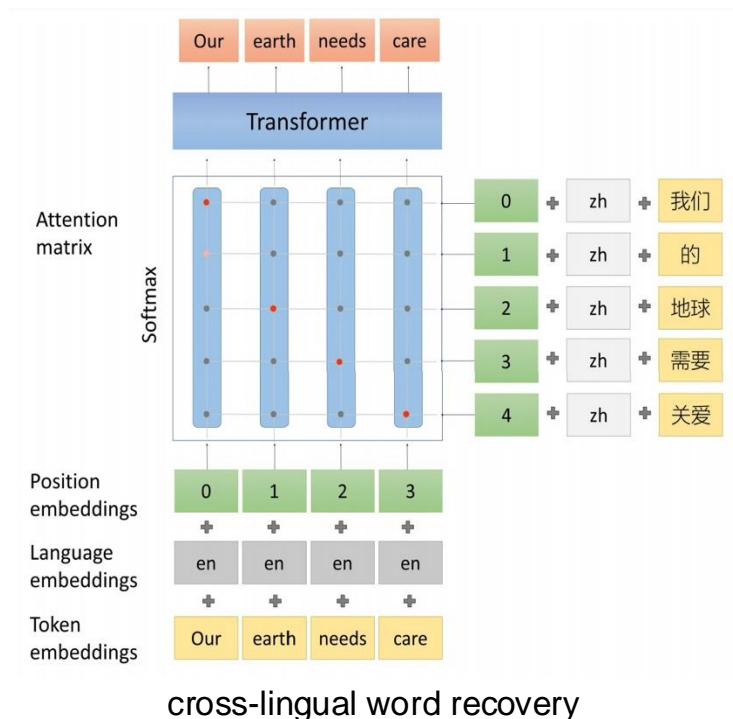 Our earth needs care
Transformer
Attention
matrix
Softmax
0 zh 我们
1 zh 的
2 zh 地球
3 zh 需要
4 zh 关爱
Position
embeddings
0 1 2 3
Language
embeddings
en en en en
Token
embeddings
Our earth needs care
cross-lingual word recovery